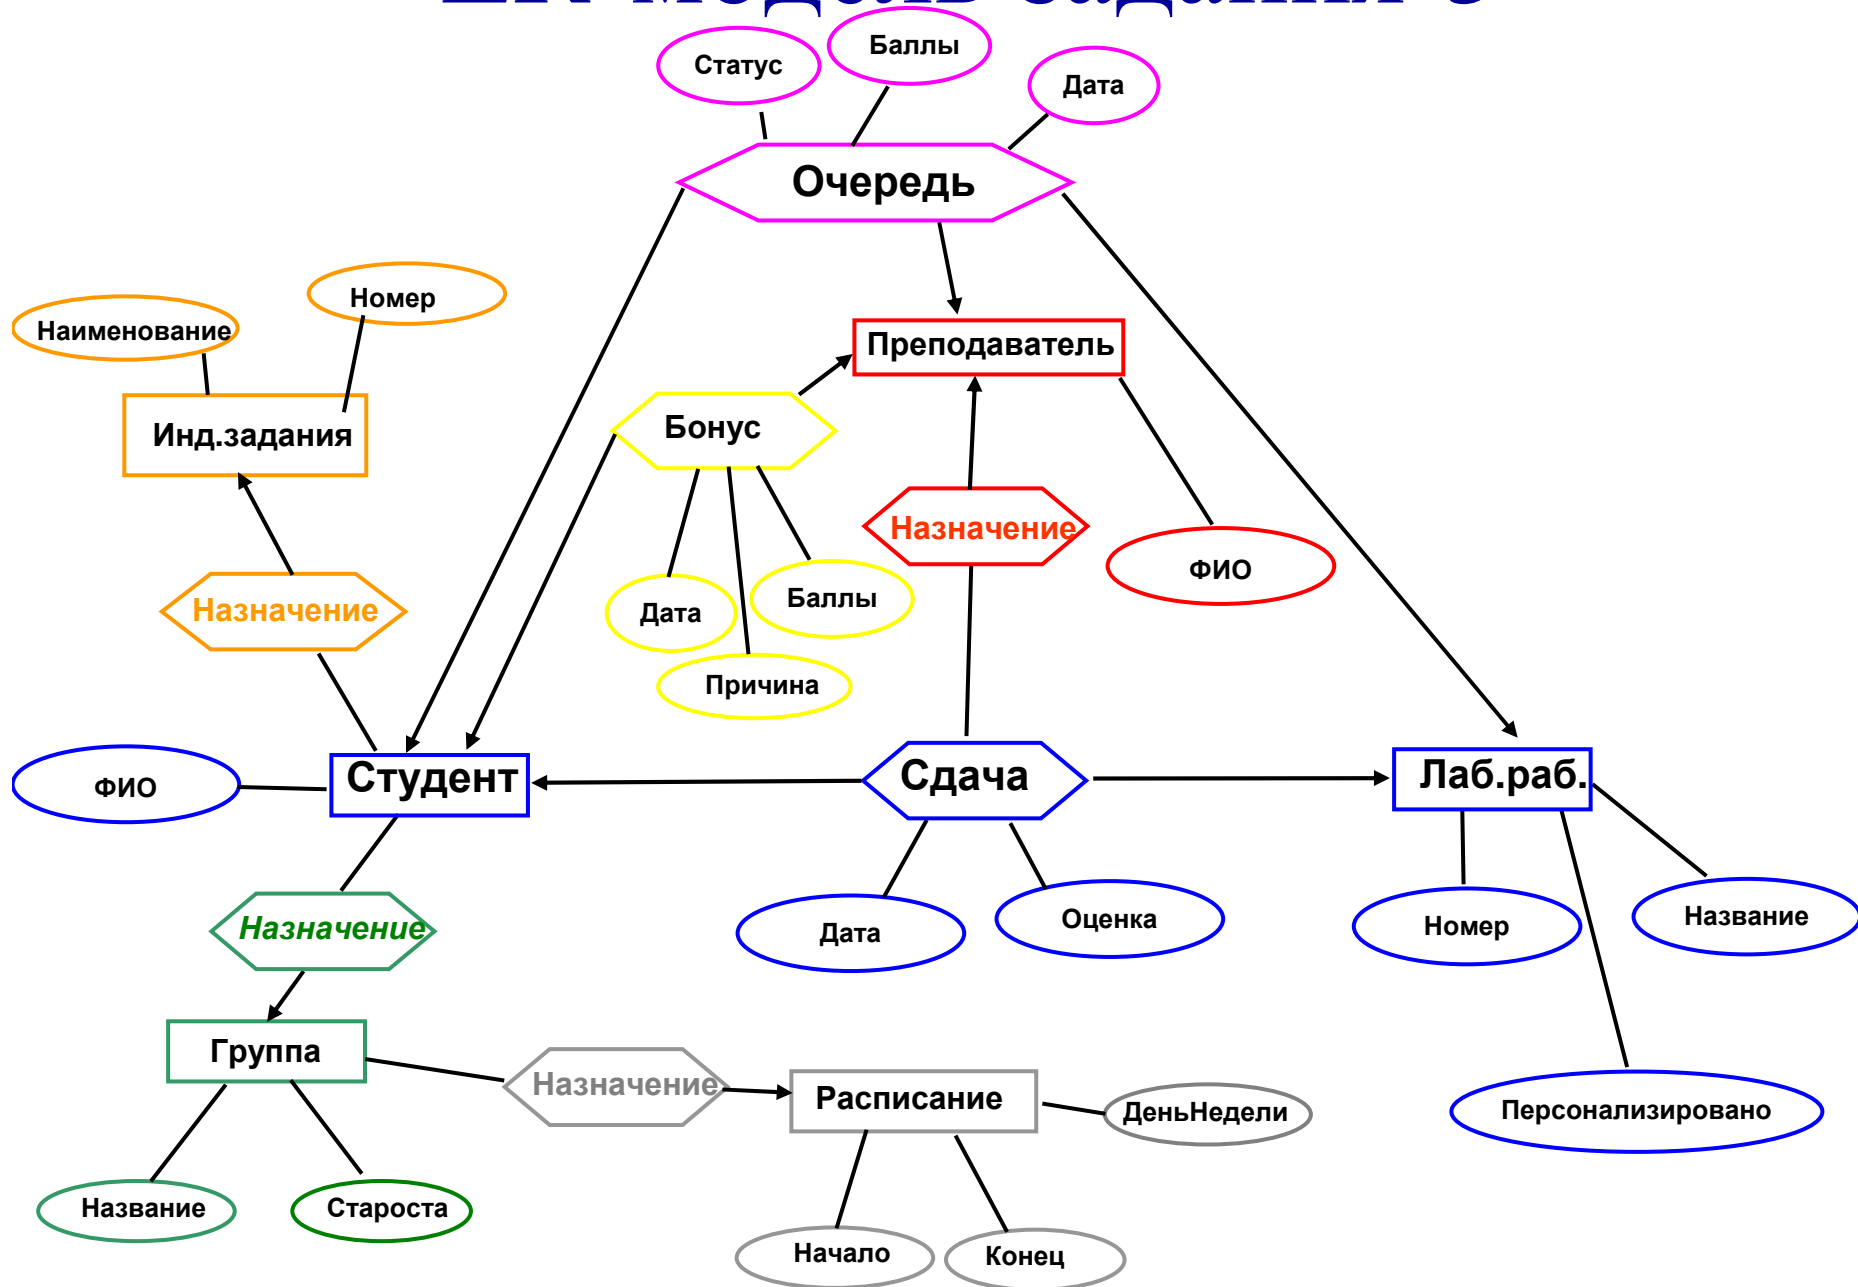 Баллы
Статус
Дата
Очередь
Номер
Наименование
Преподаватель
Инд.задания
Бонус
Назначение
ФИО
Назначение
Баллы
Дата
Причина
ФИО
Студент
Сдача
Лаб.раб.
Назначение
Дата
Оценка
Номер
Название
Группа
Назначение
Расписание
ДеньНедели
Персонализировано
Название
Староста
Начало
Конец